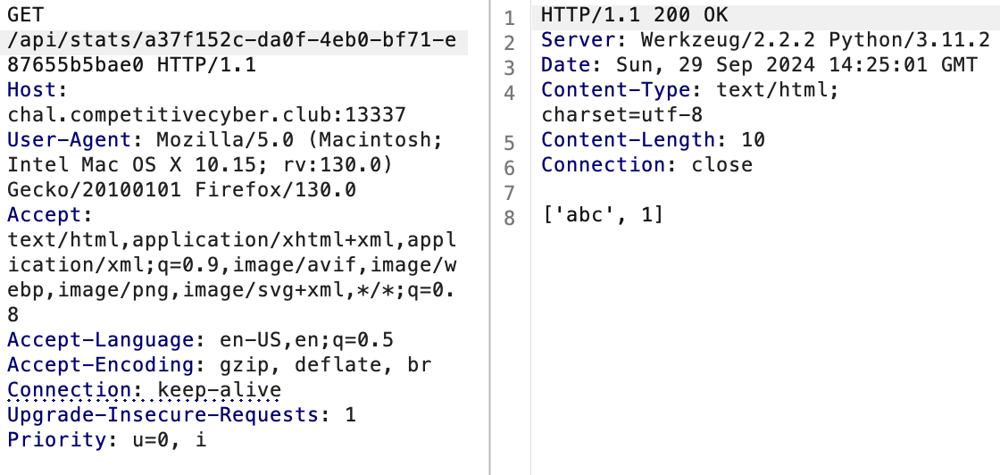 GET
/api/stats/a37f152c-da0f-4eb0-bf71-e
87655b5bae0 HTTP/1.1
Host:
chal.competitivecyber.club:13337
User-Agent: Mozilla/5.0 (Macintosh;
Intel Mac OS X 10.15; rv:130.0)
Gecko/20100101 Firefox/130.0
Accept:
text/html,application/xhtml+xml,appl
ication/xml;q=0.9,image/avif,image/w
ebp,image/png,image/svg+xml,*/*;q=0.
8
Accept-Language: en-US,en;q=0.5
Accept-Encoding: gzip, deflate, br
Connection: keep-alive
Upgrade-Insecure-Requests: 1
Priority: u=0, i
1 HTTP/1.1 200 OK
2 Server: Werkzeug/2.2.2 Python/3.11.2
3 Date: Sun, 29 Sep 2024 14:25:01 GMT
4 Content-Type: text/html;
charset=utf-8
5 Content-Length: 10
6 Connection: close
7
8 ['abc', 1]